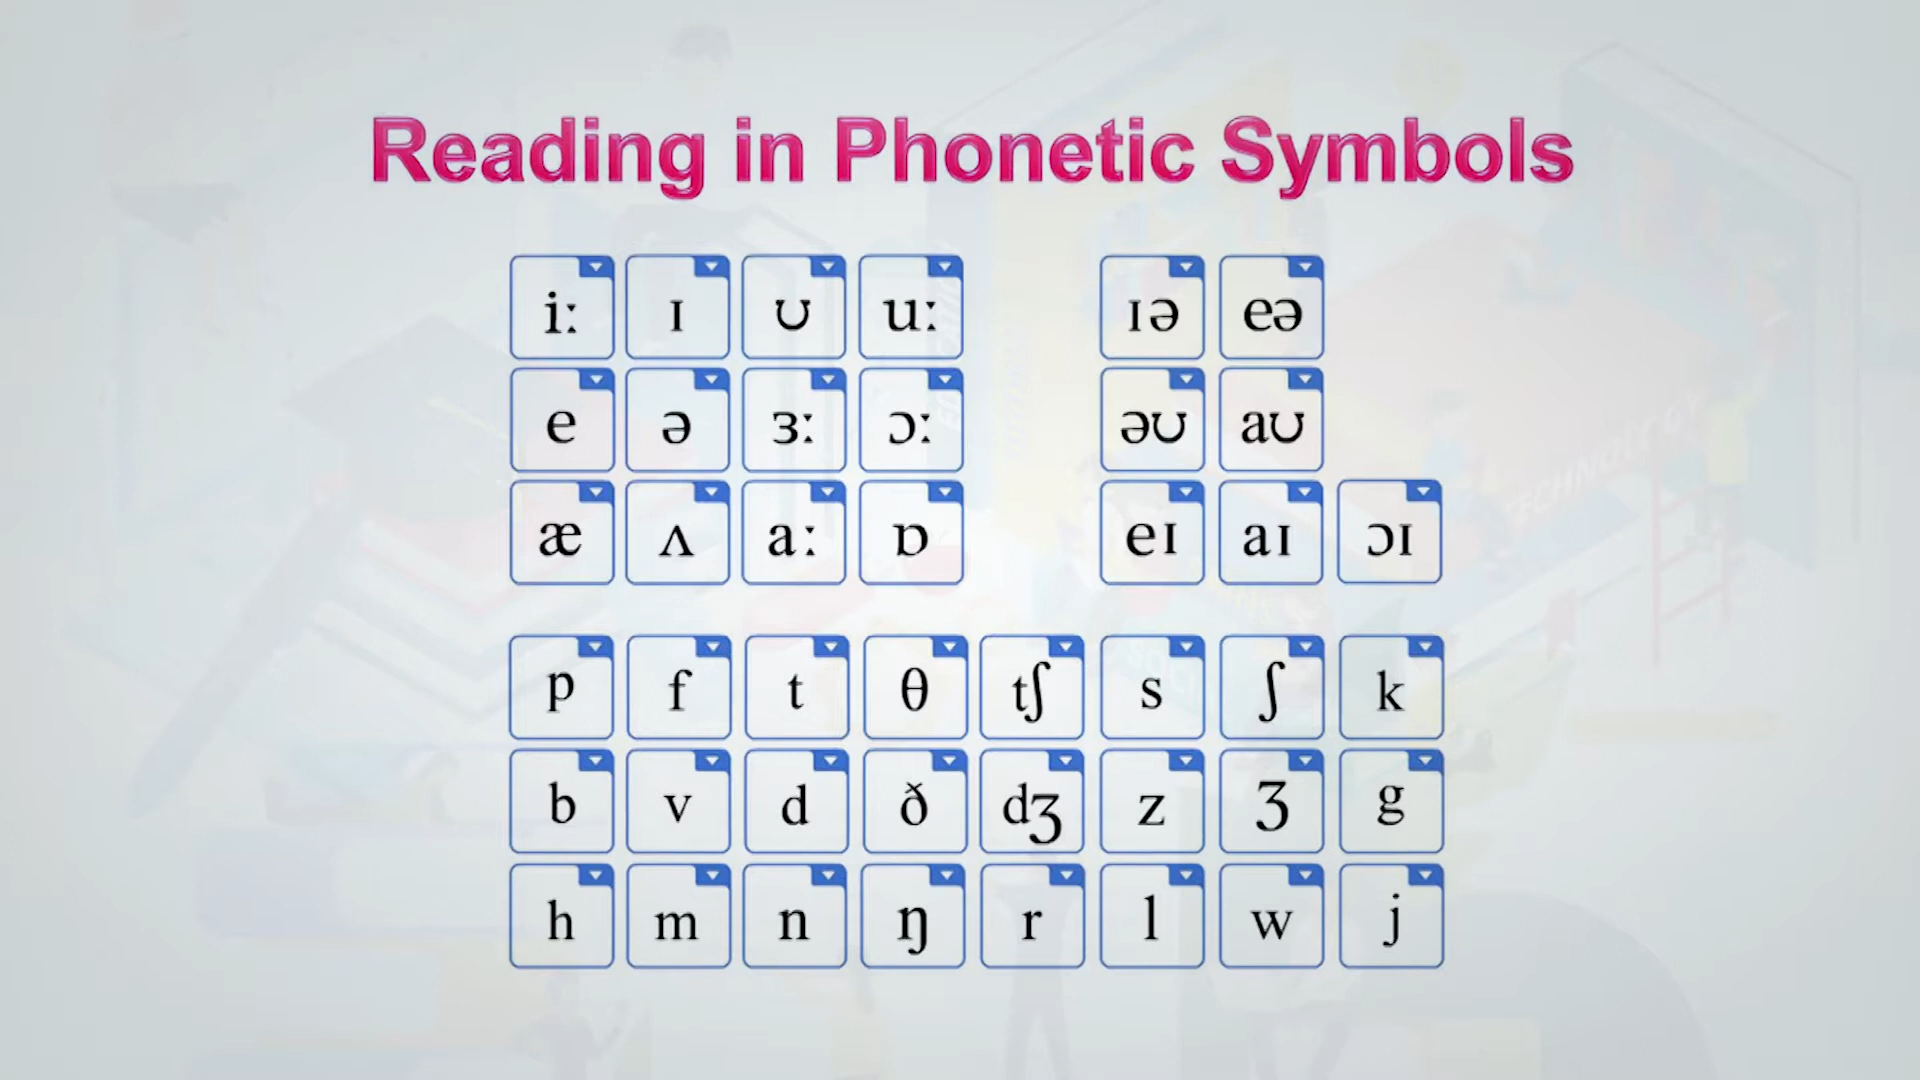 Reading in Phonetic Symbols
iː ɪ ʊ uː ɪə eə
e ə ɜː ɔː əʊ aʊ
æ ʌ aː ɒ eɪ aɪ ɔɪ
p f t θ tʃ s ʃ k
b v d ð dʒ z ʒ g
h m n ŋ r l w j